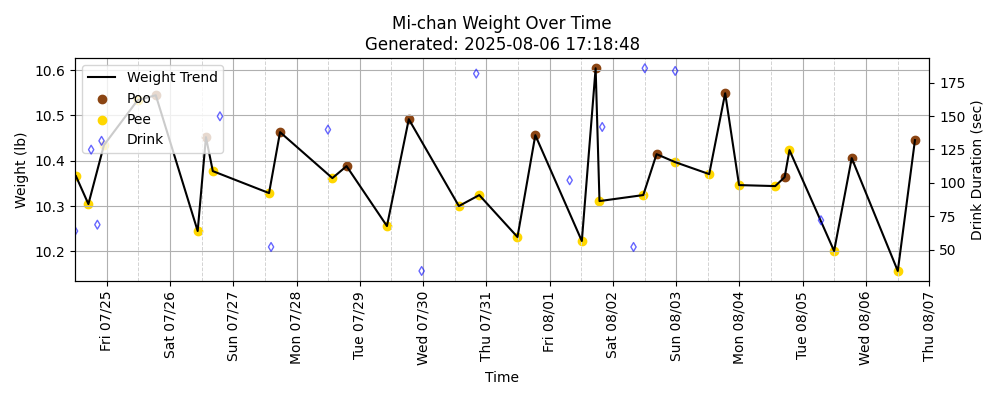 Mi-chan Weight Over Time
Generated: 2025-08-06 17:18:48
Weight (lb)
10.6
10.5
10.4
10.3
10.2
Weight Trend
Poo
Pee
Drink
175
150
125
100
75
50
Drink Duration (sec)
Fri 07/25
Sat 07/26
Sun 07/27
Mon 07/28
Tue 07/29
Wed 07/30
Thu 07/31
Fri 08/01
Sat 08/02
Sun 08/03
Mon 08/04
Tue 08/05
Wed 08/06
Thu 08/07
Time